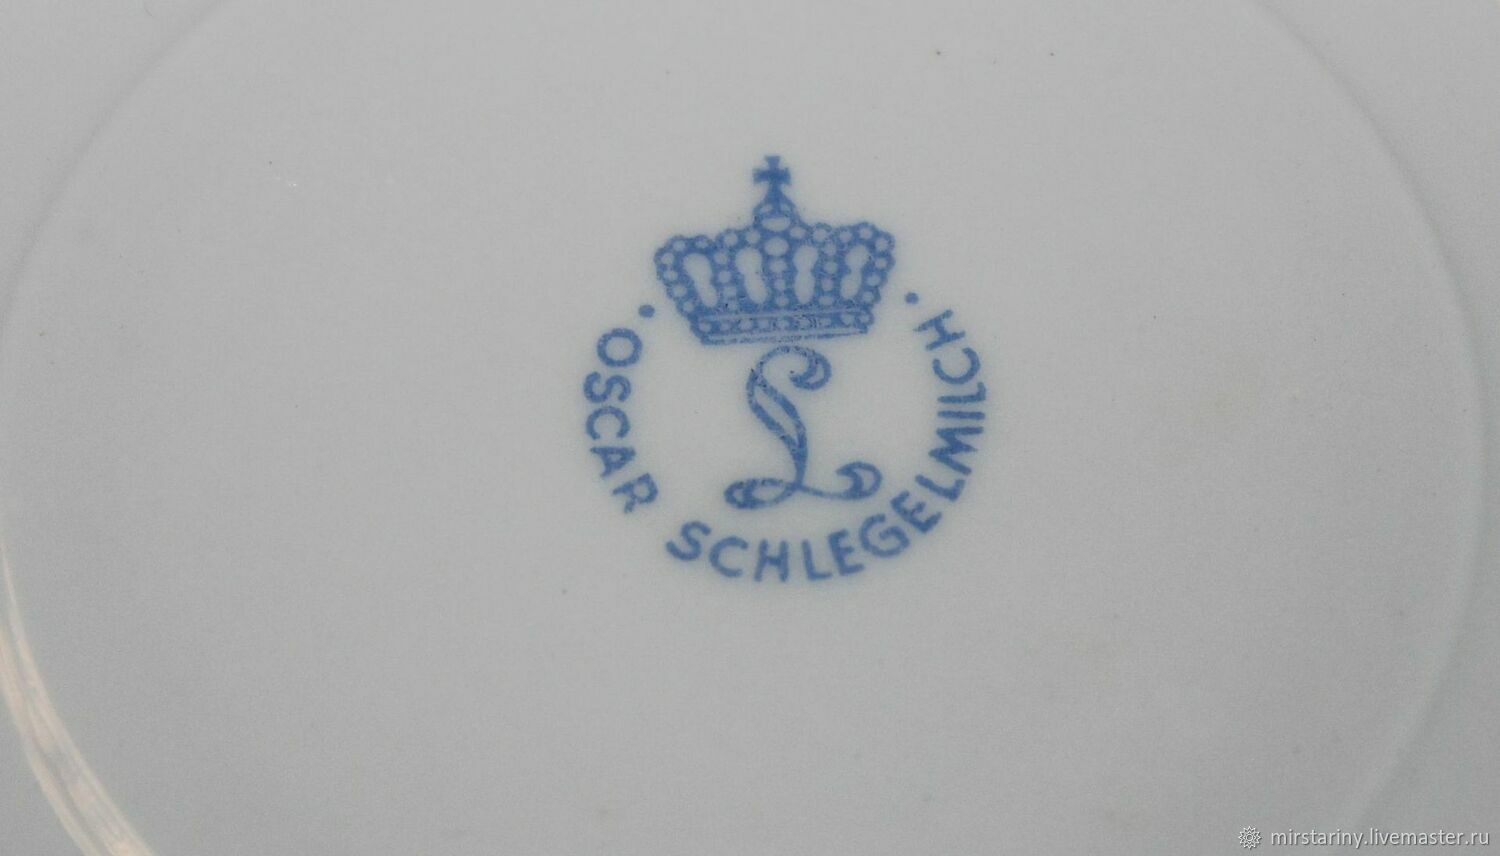 L
· OSCAR SCHLEGELMILCH ·
mirstariny.livemaster.ru